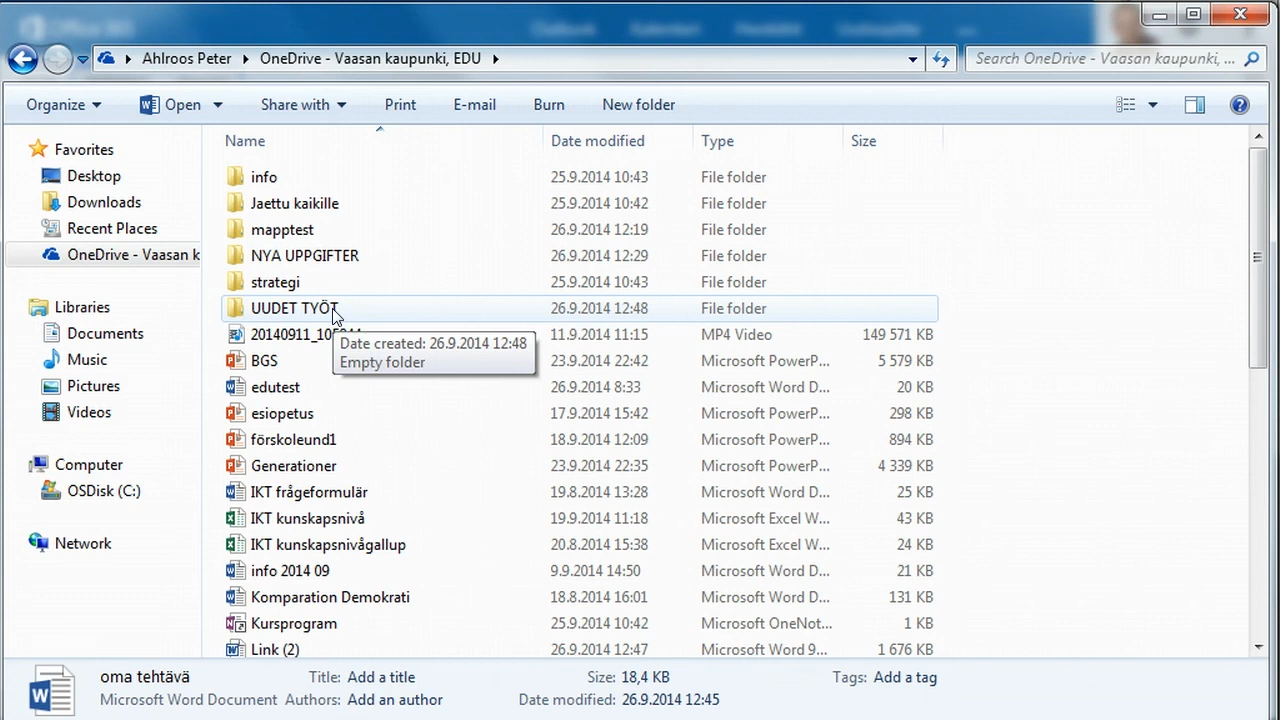 Ahlroos Peter OneDrive - Vaasan kaupunki, EDU Search OneDrive - Vaasan kaupunki, ...
Organize Open Share with Print E-mail Burn New folder
Favorites
Desktop
Downloads
Recent Places
OneDrive - Vaasan k
Libraries
Documents
Music
Pictures
Videos
Computer
OSDisk (C:)
Network
Name Date modified Type Size
info 25.9.2014 10:43 File folder
Jaettu kaikille 25.9.2014 10:42 File folder
mapptest 26.9.2014 12:19 File folder
NYA UPPGIFTER 26.9.2014 12:29 File folder
strategi 25.9.2014 10:43 File folder
UUDET TYÖT 26.9.2014 12:48 File folder
11.9.2014 11:15 MP4 Video 149 571 KB
Date created: 26.9.2014 12:48
Empty folder
BGS 23.9.2014 22:42 Microsoft PowerP... 5 579 KB
edutest 26.9.2014 8:33 Microsoft Word D... 20 KB
esiopetus 17.9.2014 15:42 Microsoft PowerP... 298 KB
förskoleund1 18.9.2014 12:09 Microsoft PowerP... 894 KB
Generationer 23.9.2014 22:35 Microsoft PowerP... 4 339 KB
IKT frågeformulär 19.8.2014 13:28 Microsoft Word D... 25 KB
IKT kunskapsnivå 19.9.2014 11:18 Microsoft Excel W... 43 KB
IKT kunskapsnivågallup 20.8.2014 15:38 Microsoft Excel W... 24 KB
info 2014 09 9.9.2014 14:50 Microsoft Word D... 21 KB
Komparation Demokrati 18.8.2014 16:01 Microsoft Word D... 131 KB
Kursprogram 25.9.2014 10:42 Microsoft OneNot... 1 KB
Link (2) 26.9.2014 12:47 Microsoft Word 9... 1 676 KB
oma tehtävä Title: Add a title Size: 18,4 KB Tags: Add a tag
Microsoft Word Document Authors: Add an author Date modified: 26.9.2014 12:45